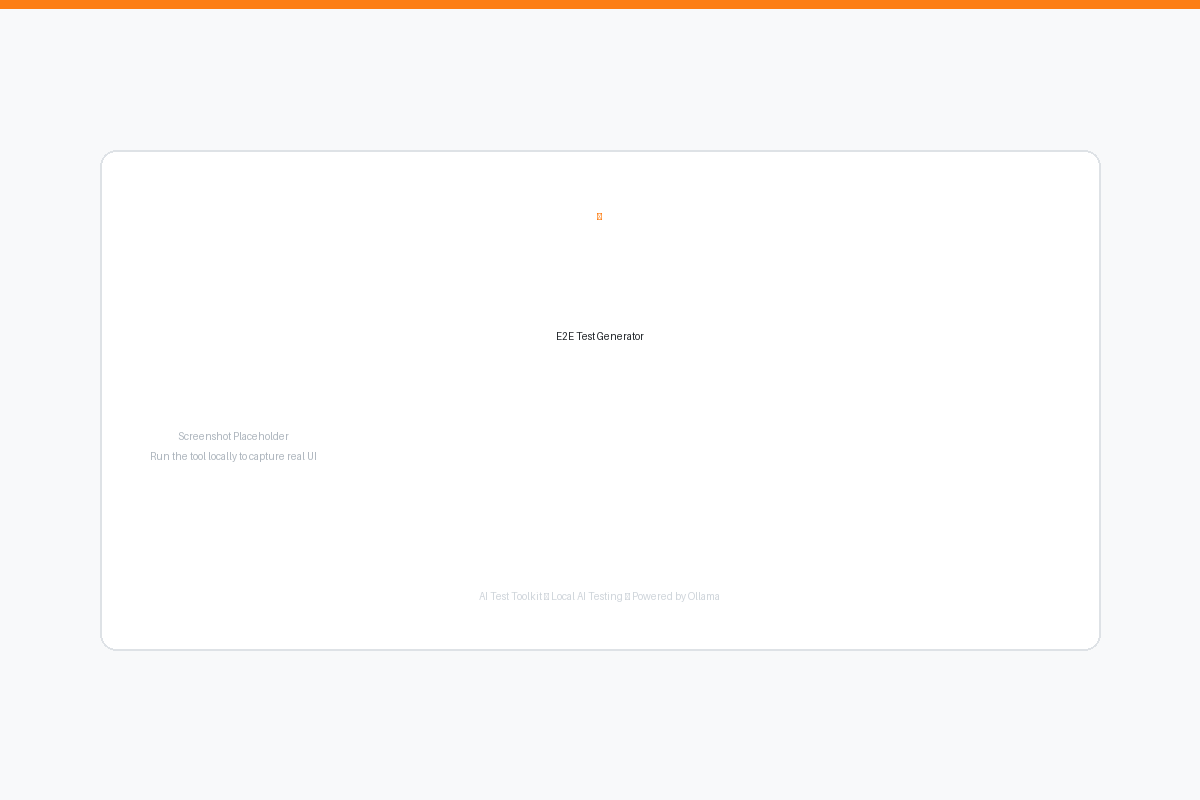 E2E Test Generator
Screenshot Placeholder
Run the tool locally to capture real UI
AI Test Toolkit Local AI Testing Powered by Ollama